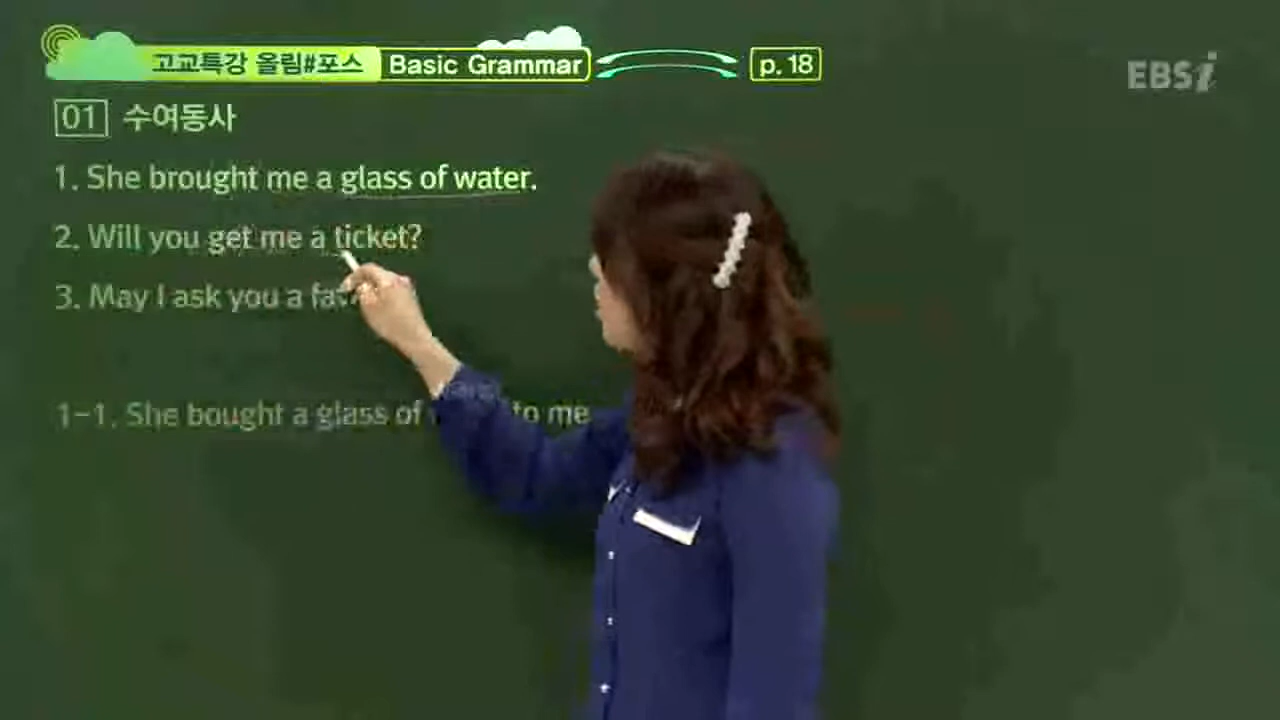 고교특강 올림#포스 Basic Grammar p. 18
EBSi
01 수여동사
1. She brought me a glass of water.
2. Will you get me a ticket?
3. May I ask you a
1-1. She bought a glass of to me